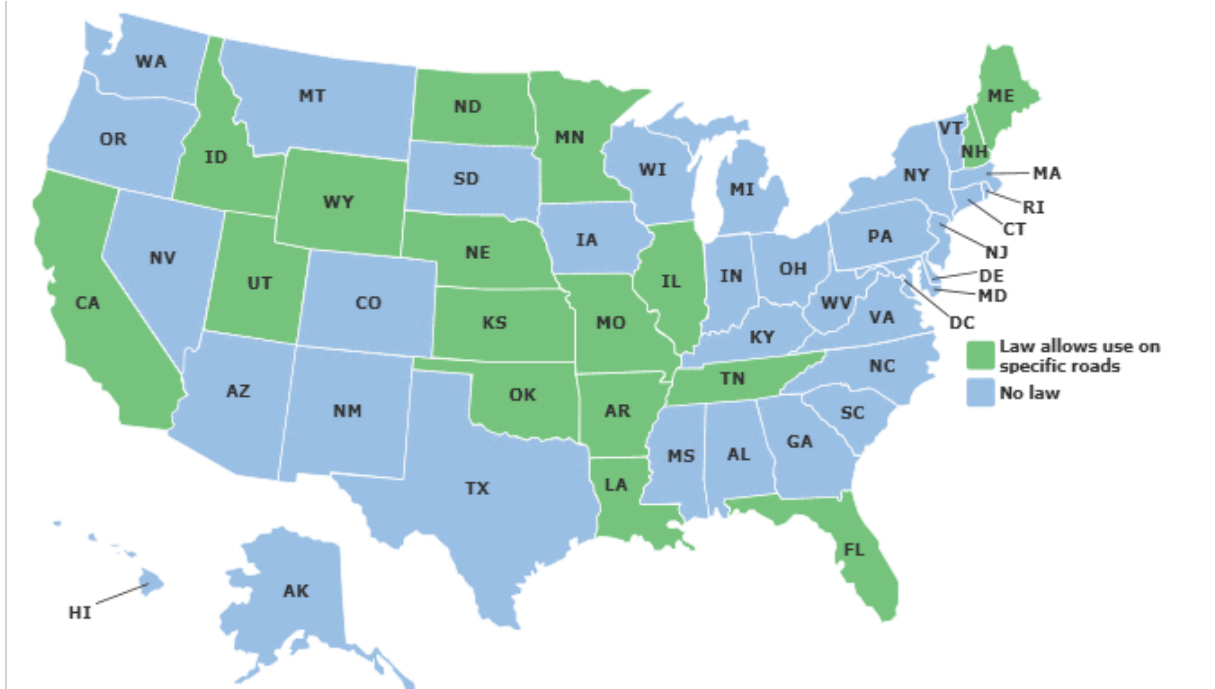 WA
MT
ND
MN
ME
OR
ID
VT
NH
WY
SD
WI
MI
NY
MA
RI
CT
NV
UT
NE
IA
PA
NJ
CA
CO
IL
IN
OH
DE
MD
KS
MO
WV
VA
DC
KY
AZ
NM
OK
AR
TN
NC
SC
MS
AL
GA
TX
LA
FL
AK
HI
Law allows use on
specific roads
No law